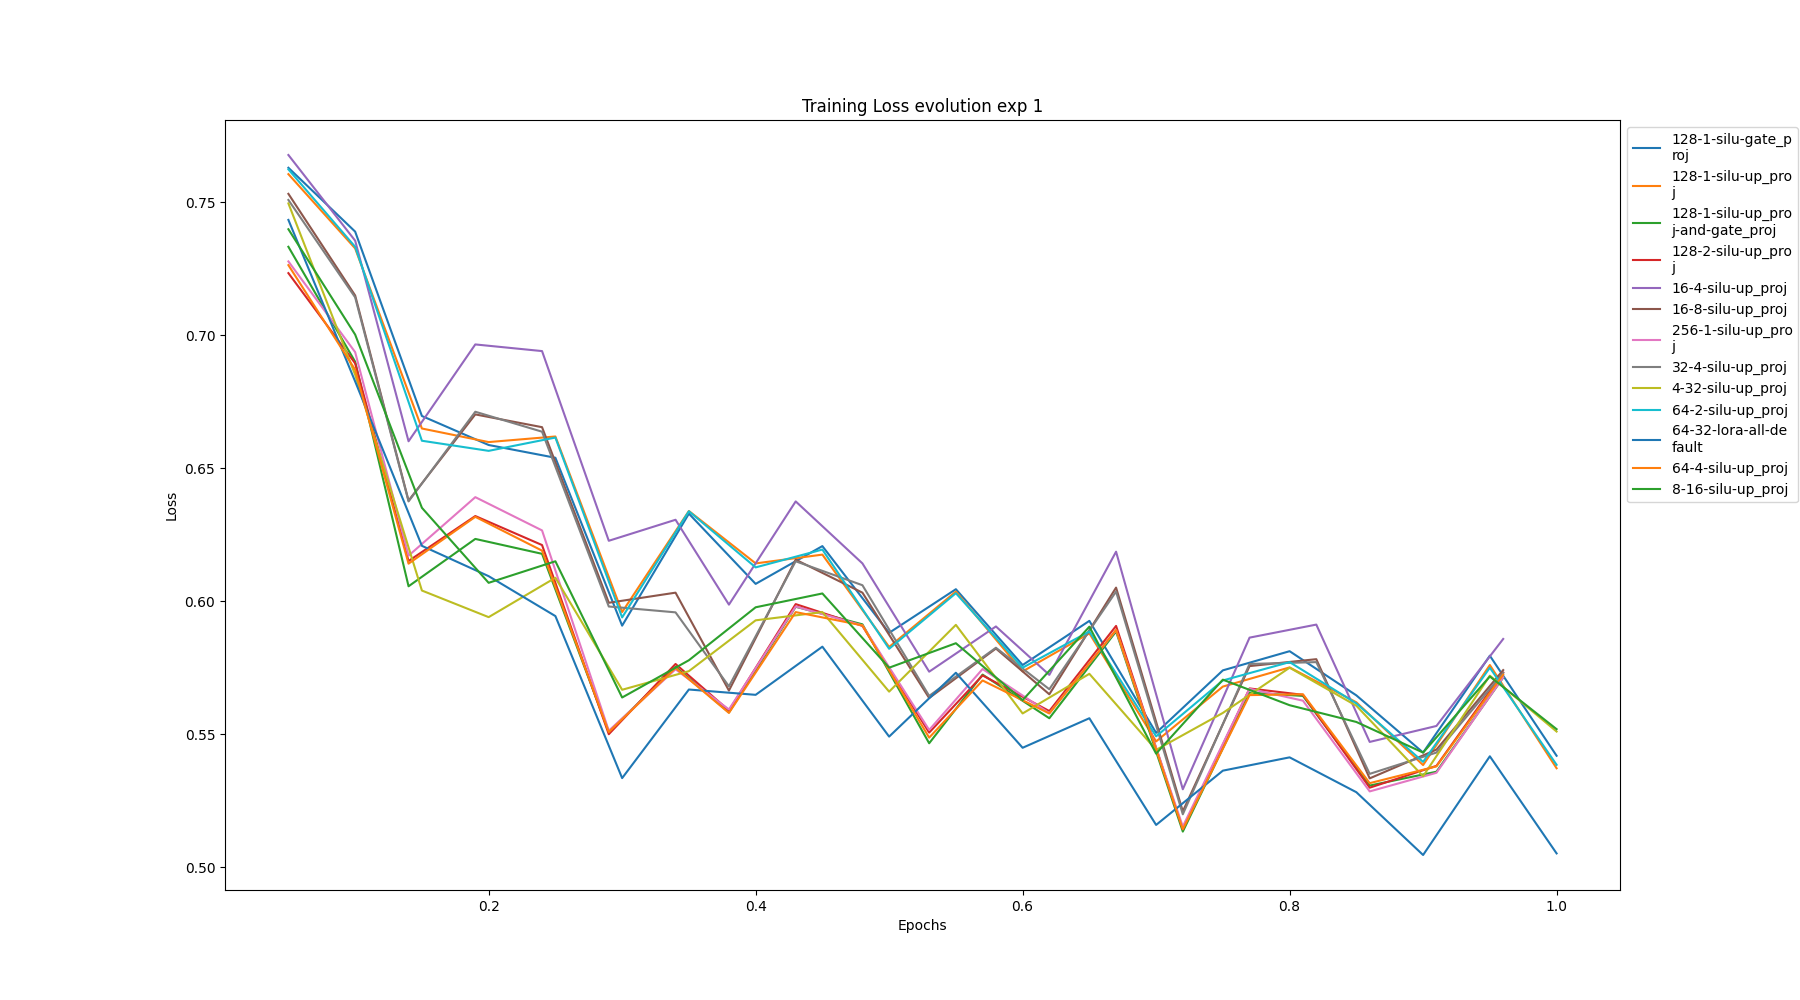 Training Loss evolution exp 1
Loss
0.75
0.70
0.65
0.60
0.55
0.50
0.2
0.4
0.6
0.8
1.0
Epochs
128-1-silu-gate_p
roj
128-1-silu-up_pro
j
128-1-silu-up_pro
j-and-gate_proj
128-2-silu-up_pro
j
16-4-silu-up_proj
16-8-silu-up_proj
256-1-silu-up_pro
j
32-4-silu-up_proj
4-32-silu-up_proj
64-2-silu-up_proj
64-32-lora-all-de
fault
64-4-silu-up_proj
8-16-silu-up_proj